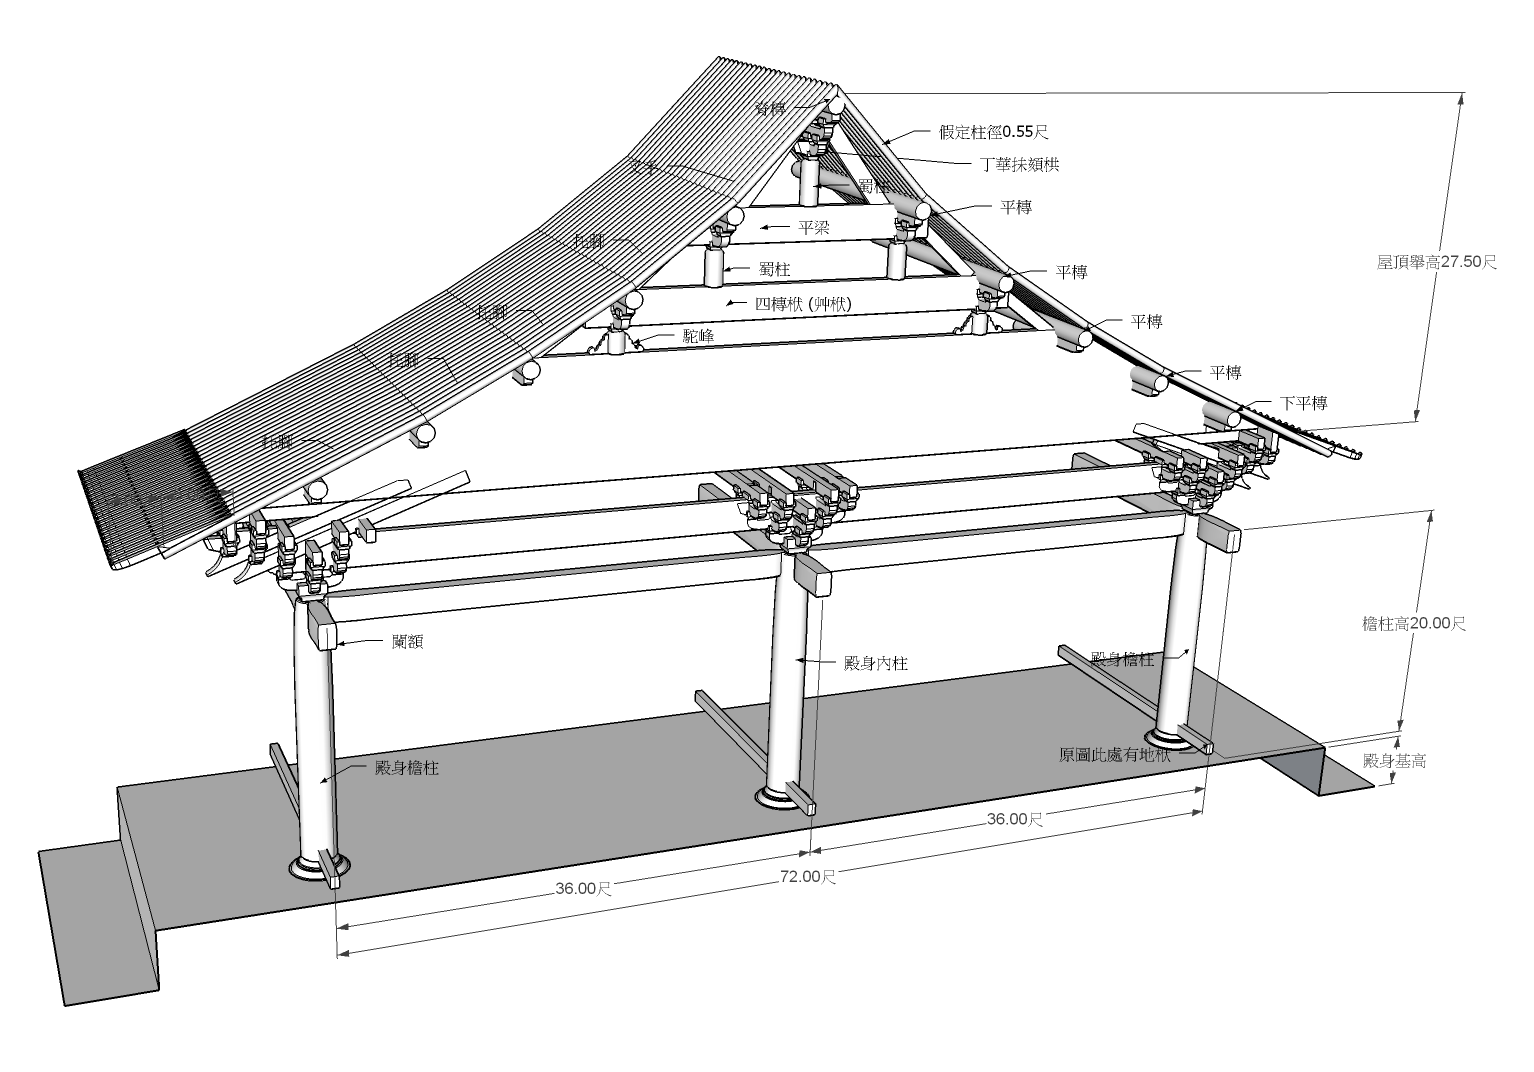 脊槫
假定柱徑0.55尺
丁華抹頦栱
叉手
蜀柱
平槫
平梁
托腳
屋頂舉高27.50尺
蜀柱
平槫
四槫栿 (艸栿)
托腳
平槫
駝峰
托腳
平槫
下平槫
托腳
檐柱高20.00尺
闌額
殿身內柱
殿身檐柱
殿身檐柱
原圖此處有地栿
殿身基高
36.00尺
72.00尺
36.00尺